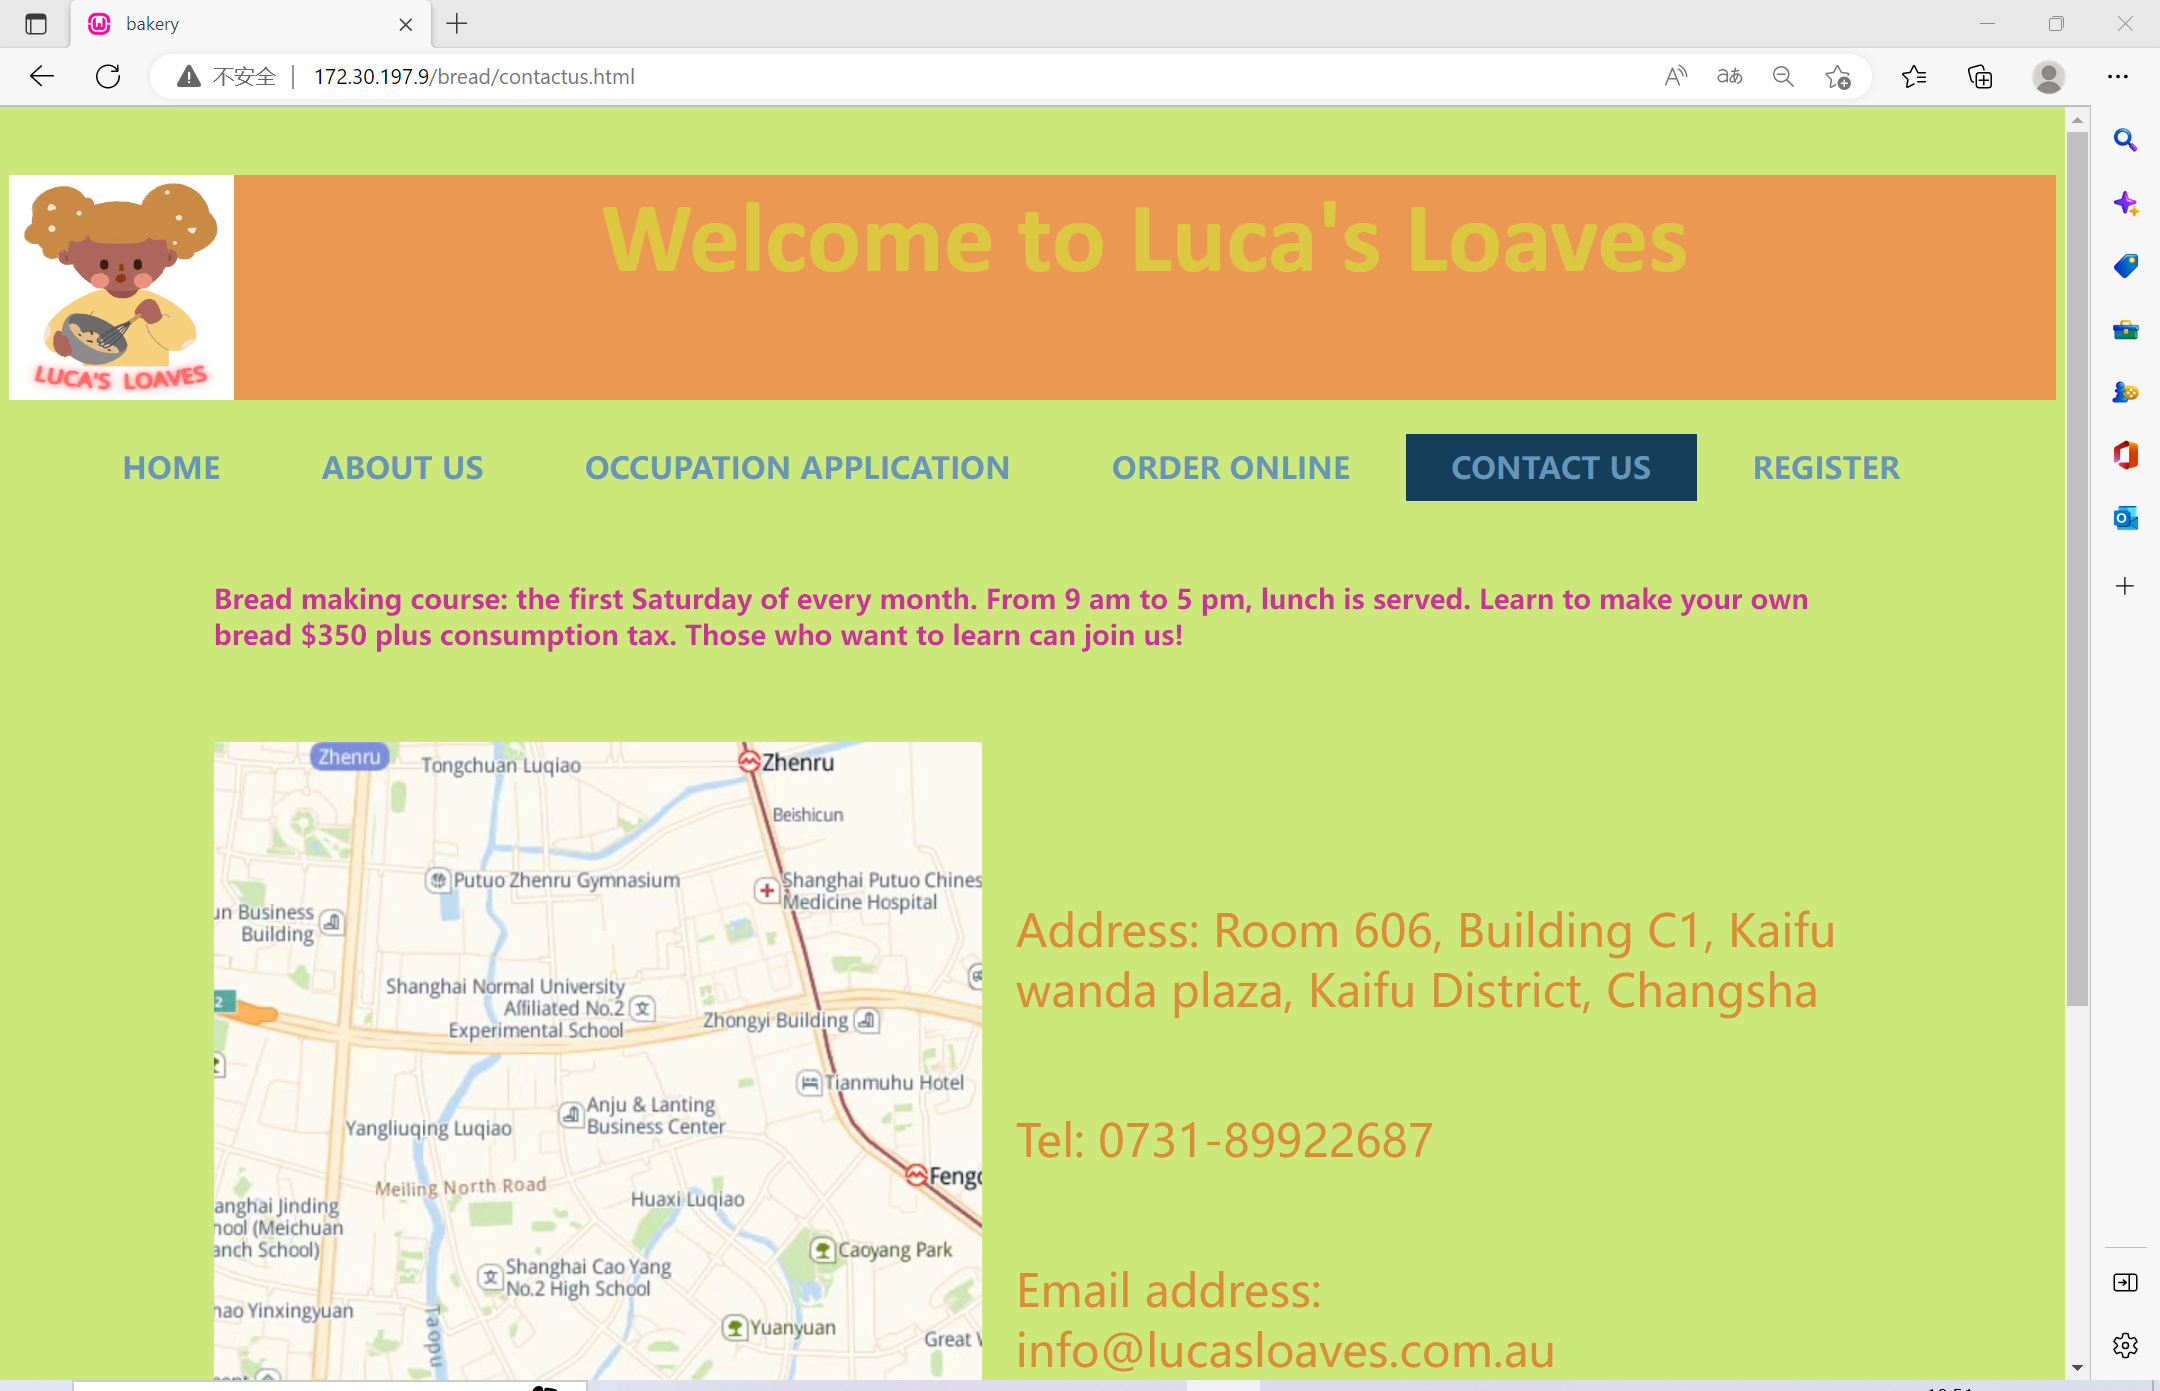 bakery
不安全
172.30.197.9/bread/contactus.html
Welcome to Luca's Loaves
LUCA'S LOAVES
HOME
ABOUT US
OCCUPATION APPLICATION
ORDER ONLINE
CONTACT US
REGISTER
Bread making course: the first Saturday of every month. From 9 am to 5 pm, lunch is served. Learn to make your own
bread $350 plus consumption tax. Those who want to learn can join us!
Zhenru
Tongchuan Luqiao
Zhenru
Beishicun
Putuo Zhenru Gymnasium
Shanghai Putuo Chines
Medicine Hospital
un Business
Building
Shanghai Normal University
Affiliated No.2
Experimental School
2
Zhongyi Building
Tianmuhu Hotel
Anju & Lanting
Business Center
Yangliuqing Luqiao
Meiling North Road
Fengq
Huaxi Luqiao
anghai Jinding
hool (Meichuan
anch School)
Caoyang Park
Shanghai Cao Yang
No.2 High School
hao Yinxingyuan
Taopu
Yuanyuan
Great
Address: Room 606, Building C1, Kaifu
wanda plaza, Kaifu District, Changsha
Tel: 0731-89922687
Email address:
info@lucasloaves.com.au